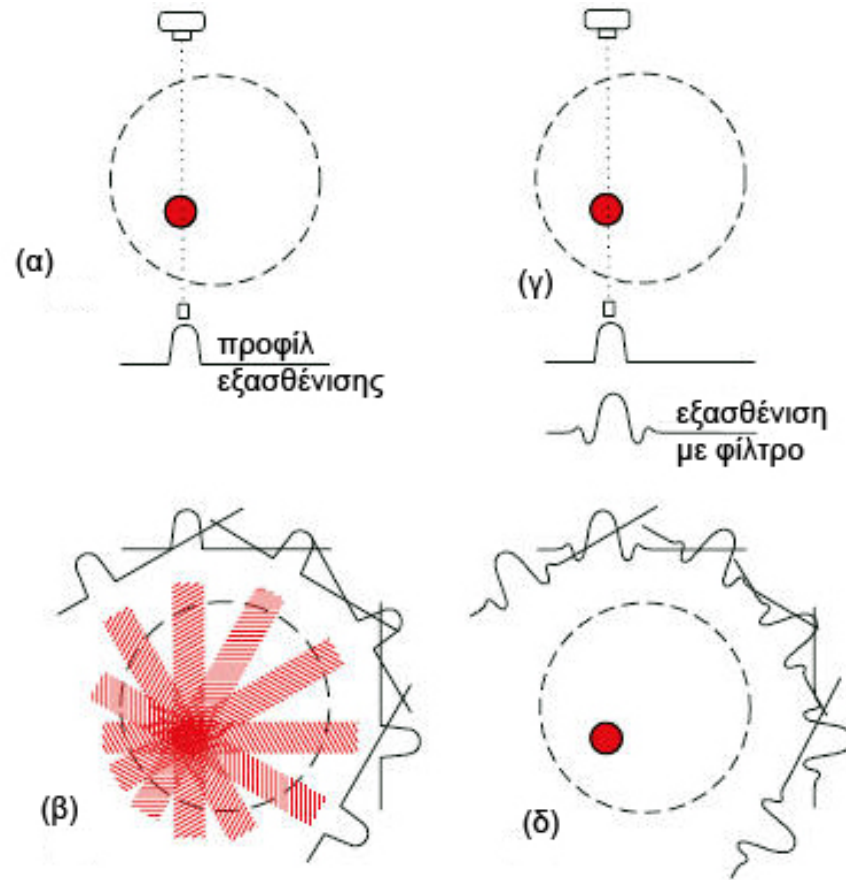 (α)
προφίλ
εξασθένισης
(γ)
εξασθένιση
με φίλτρο
(β)
(δ)